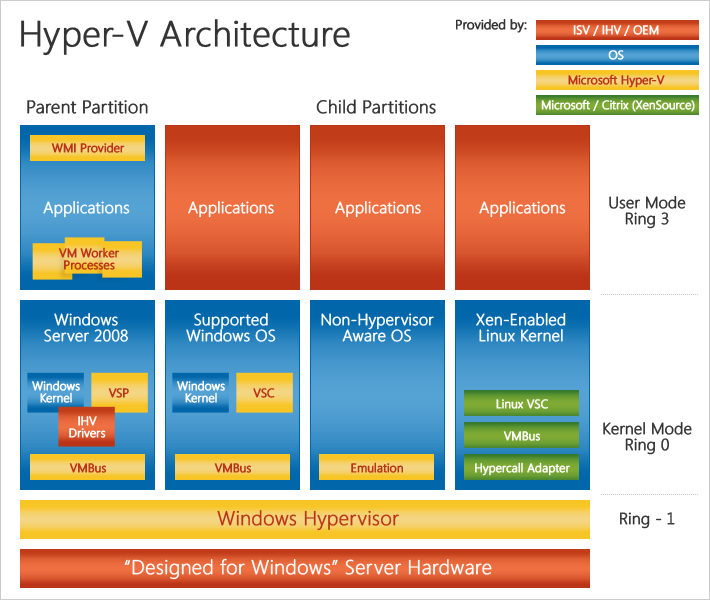 Hyper-V Architecture
Provided by:
ISV / IHV / OEM
OS
Microsoft Hyper-V
Microsoft / Citrix (XenSource)
Parent Partition
Child Partitions
WMI Provider
Applications
VM Worker
Processes
Applications
Applications
Applications
User Mode
Ring 3
Windows
Server 2008
Windows
Kernel
VSP
IHV
Drivers
VMBus
Supported
Windows OS
Windows
Kernel
VSC
VMBus
Non-Hypervisor
Aware OS
Emulation
Xen-Enabled
Linux Kernel
Linux VSC
VMBus
Hypercall Adapter
Kernel Mode
Ring 0
Windows Hypervisor
Ring - 1
“Designed for Windows” Server Hardware